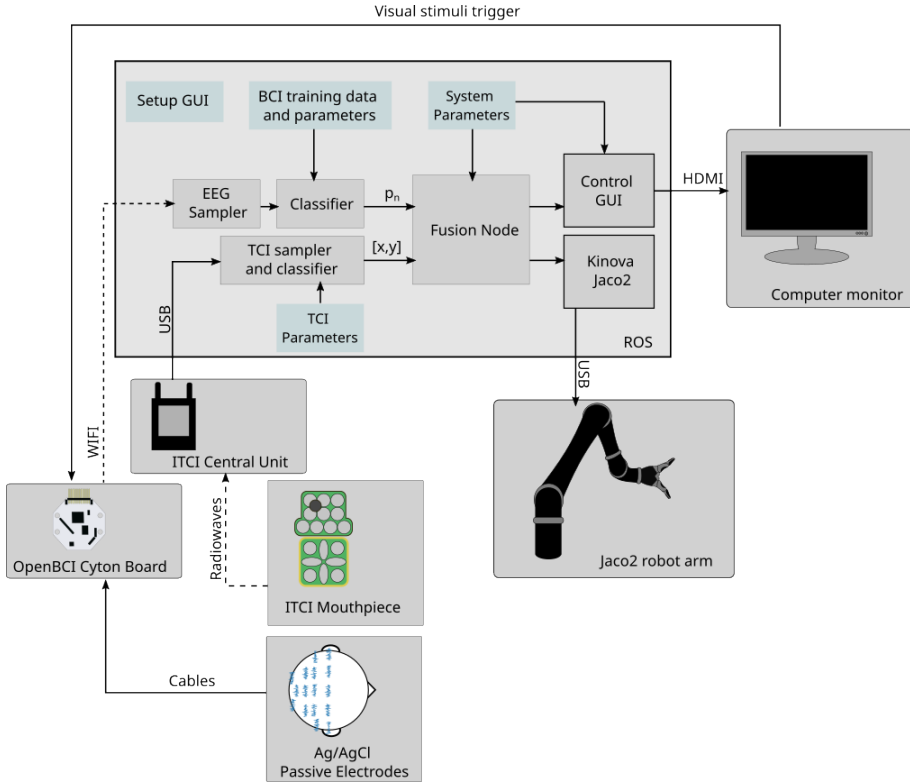 Visual stimuli trigger
Setup GUI
BCI training data
and parameters
System
Parameters
EEG
Sampler
Classifier
pn
Fusion Node
Control
GUI
HDMI
TCI sampler
and classifier
[x,y]
Kinova
Jaco2
Computer monitor
USB
TCI
Parameters
ROS
USB
WIFI
ITCI Central Unit
Radiowaves
OpenBCI Cyton Board
ITCI Mouthpiece
Jaco2 robot arm
Cables
Ag/AgCl
Passive Electrodes